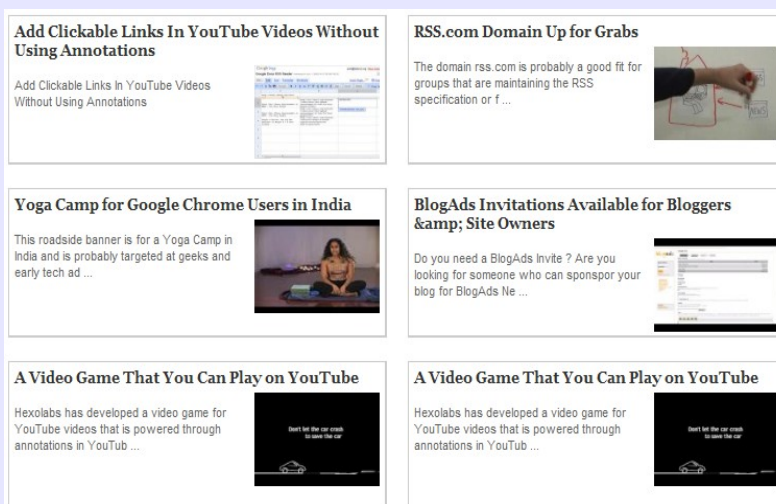 Add Clickable Links In YouTube Videos Without
Using Annotations
Add Clickable Links In YouTube Videos
Without Using Annotations
RSS.com Domain Up for Grabs
The domain rss.com is probably a good fit for
groups that are maintaining the RSS
specification or f ...
Yoga Camp for Google Chrome Users in India
This roadside banner is for a Yoga Camp in
India and is probably targeted at geeks and
early tech ad ...
BlogAds Invitations Available for Bloggers
&amp; Site Owners
Do you need a BlogAds Invite ? Are you
looking for someone who can sponspor your
blog for BlogAds Ne ...
A Video Game That You Can Play on YouTube
Hexolabs has developed a video game for
YouTube videos that is powered through
annotations in YouTub ...
Don't let the car crash
to save the car
A Video Game That You Can Play on YouTube
Hexolabs has developed a video game for
YouTube videos that is powered through
annotations in YouTub ...
Don't let the car crash
to save the car